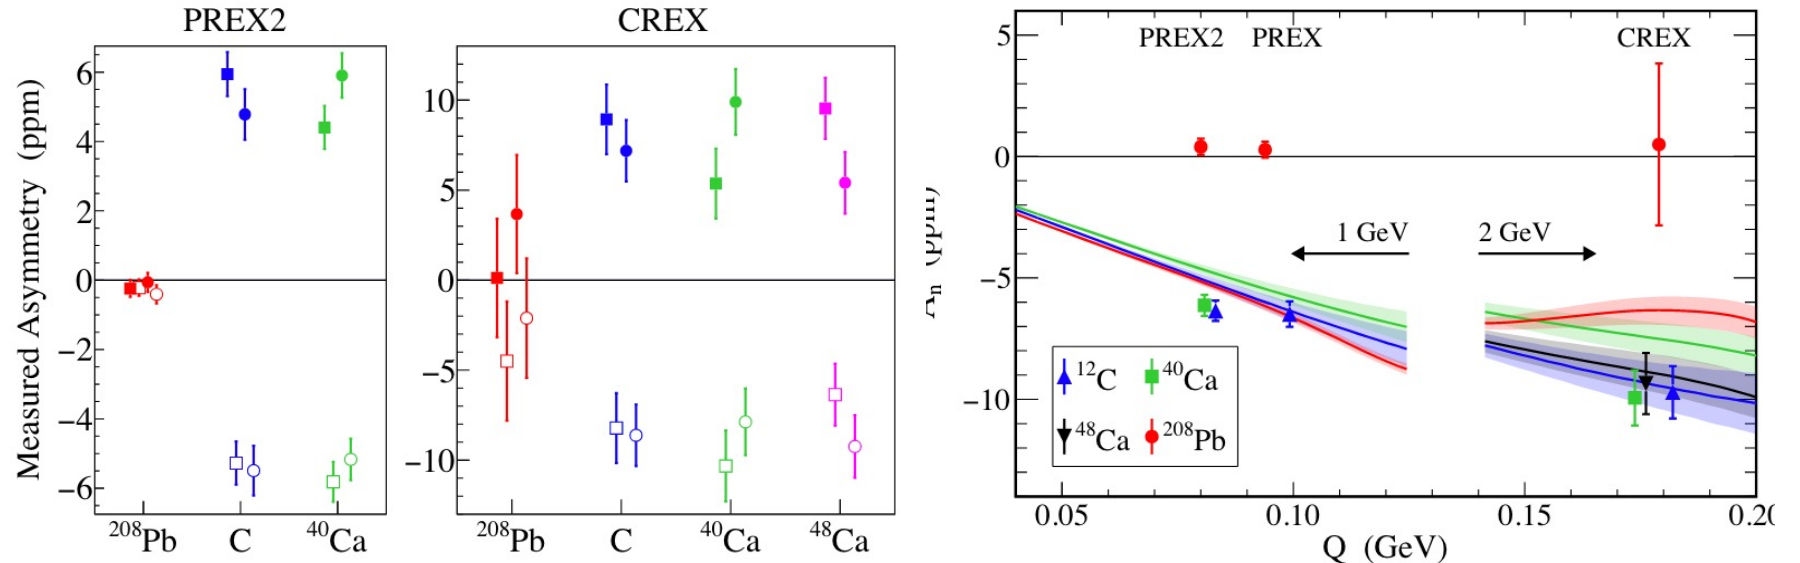 PREX2
CREX
Measured Asymmetry (ppm)
6
4
2
0
−2
−4
−6
²⁰⁸Pb C ⁴⁰Ca
10
5
0
−5
−10
²⁰⁸Pb C ⁴⁰Ca ⁴⁸Ca
PREX2 PREX CREX
5
0
−5
−10
1 GeV 2 GeV
¹²C ⁴⁰Ca
⁴⁸Ca ²⁰⁸Pb
0.05 0.10 0.15 0.20
Q (GeV)